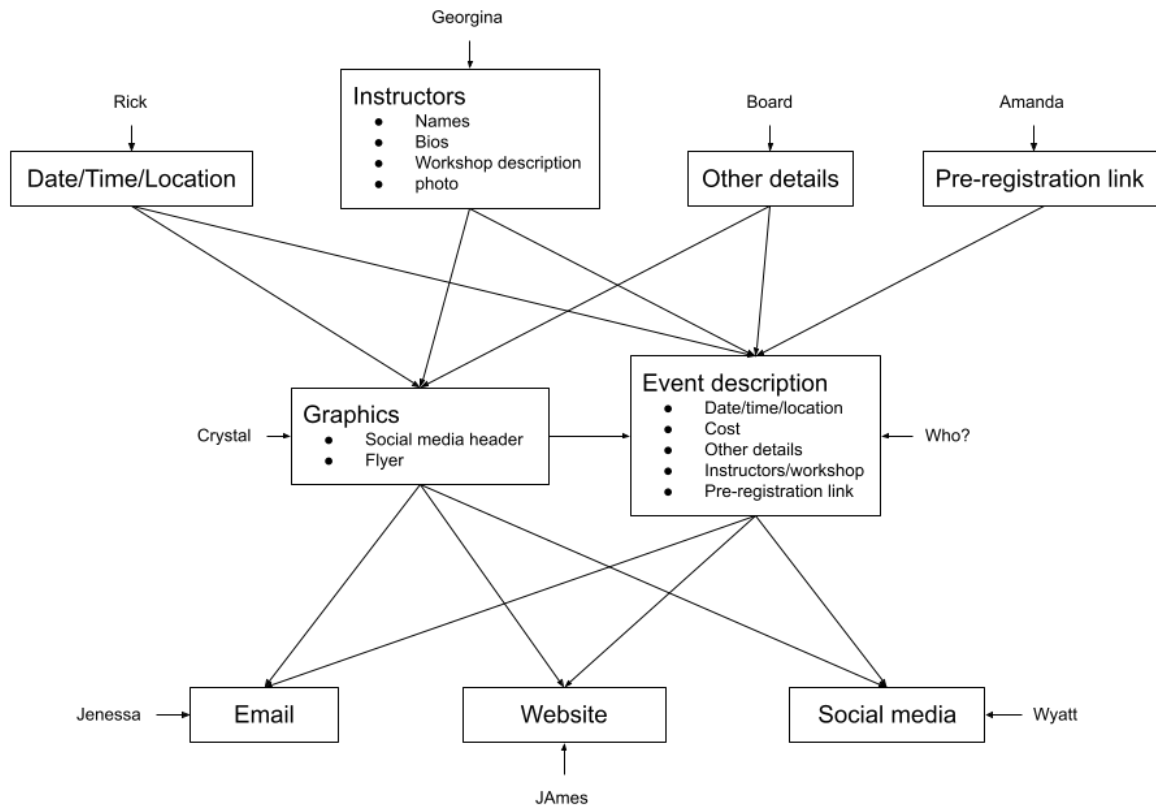 Georgina
Rick
Board
Amanda
Instructors
● Names
● Bios
● Workshop description
● photo
Date/Time/Location
Other details
Pre-registration link
Crystal
Graphics
● Social media header
● Flyer
Event description
● Date/time/location
● Cost
● Other details
● Instructors/workshop
● Pre-registration link
Who?
Jenessa
Email
Website
Social media
Wyatt
JAmes